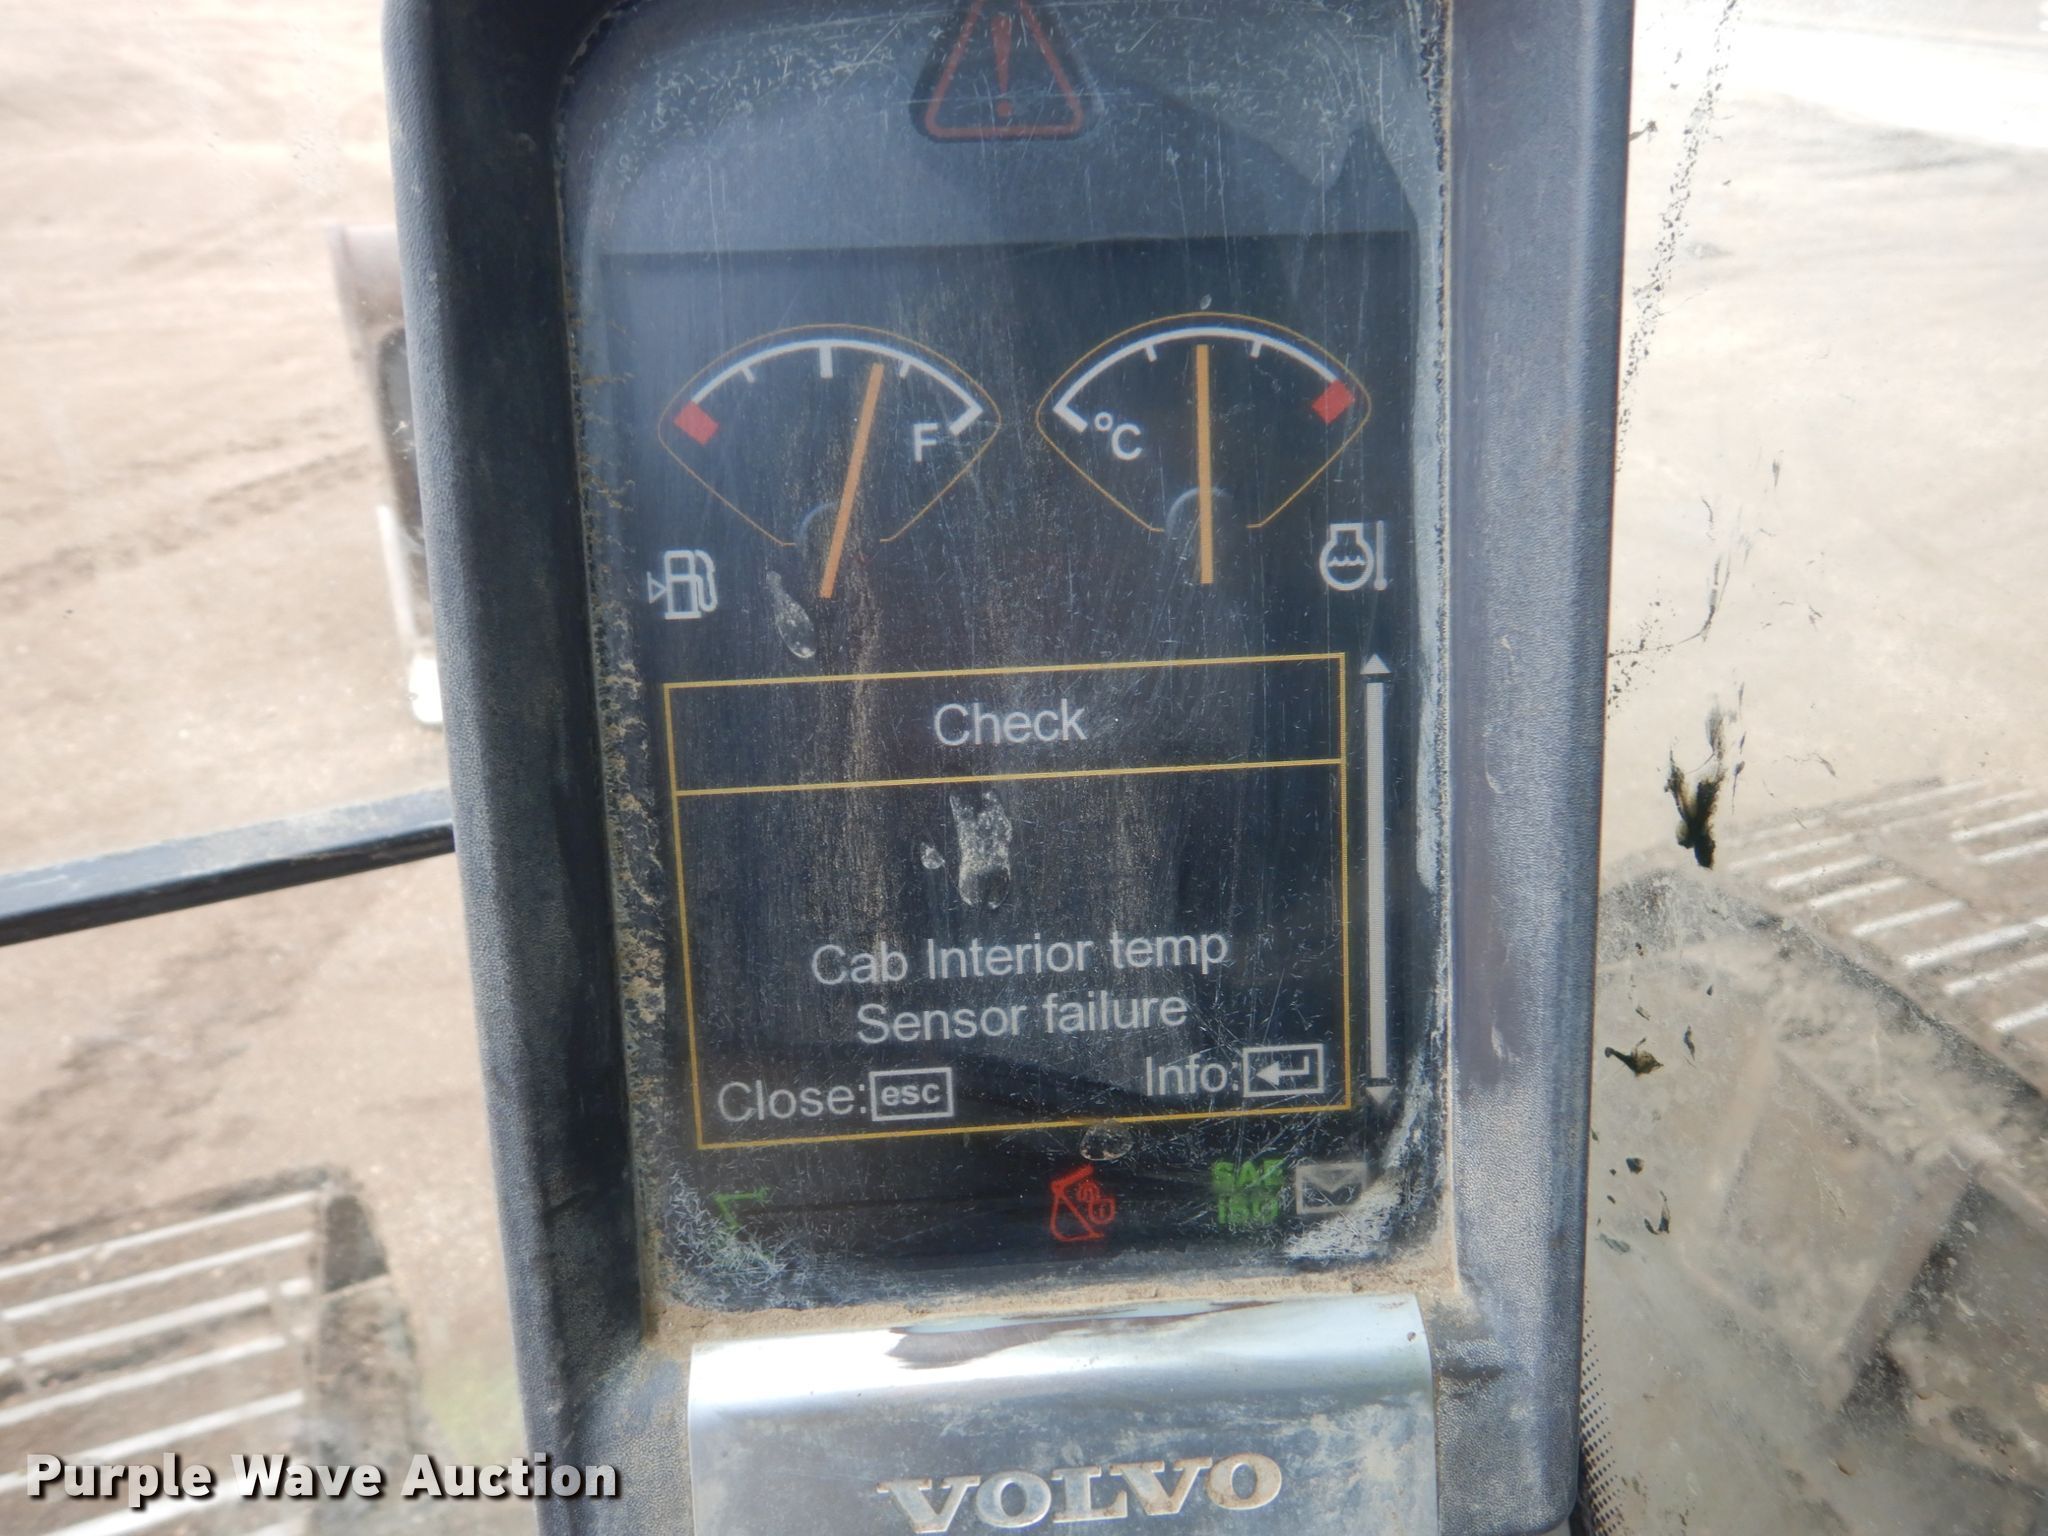 F
°C
Check
Cab Interior temp
Sensor failure
Close: esc
Info:
VOLVO
Purple Wave Auction